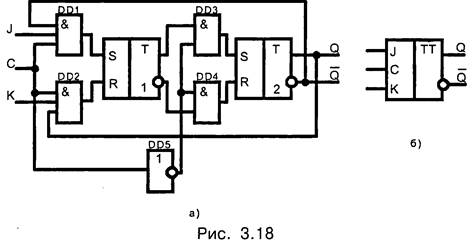 DD1
DD3
J
&
S
T
&
S
T
Q
J
TT
Q
C
DD2
DD4
C
K
&
R
1
&
R
2
Q̅
K
Q̅
DD5
1
а)
б)
Рис. 3.18